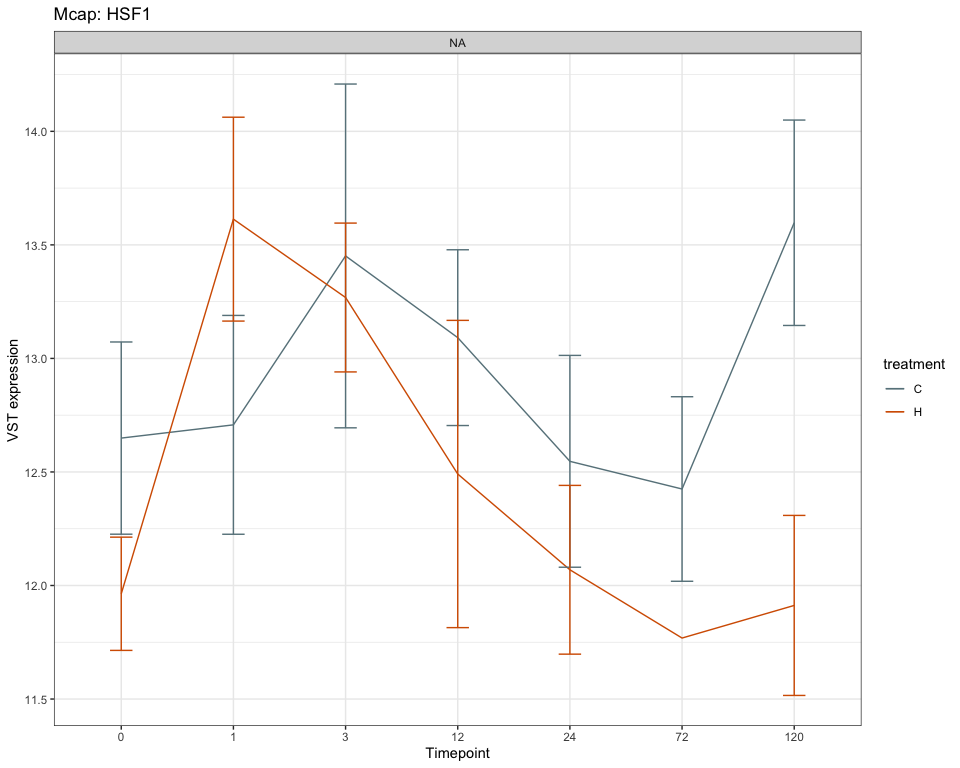 Mcap: HSF1
NA
VST expression
14.0
13.5
13.0
12.5
12.0
11.5
0 1 3 12 24 72 120
Timepoint
treatment
C
H